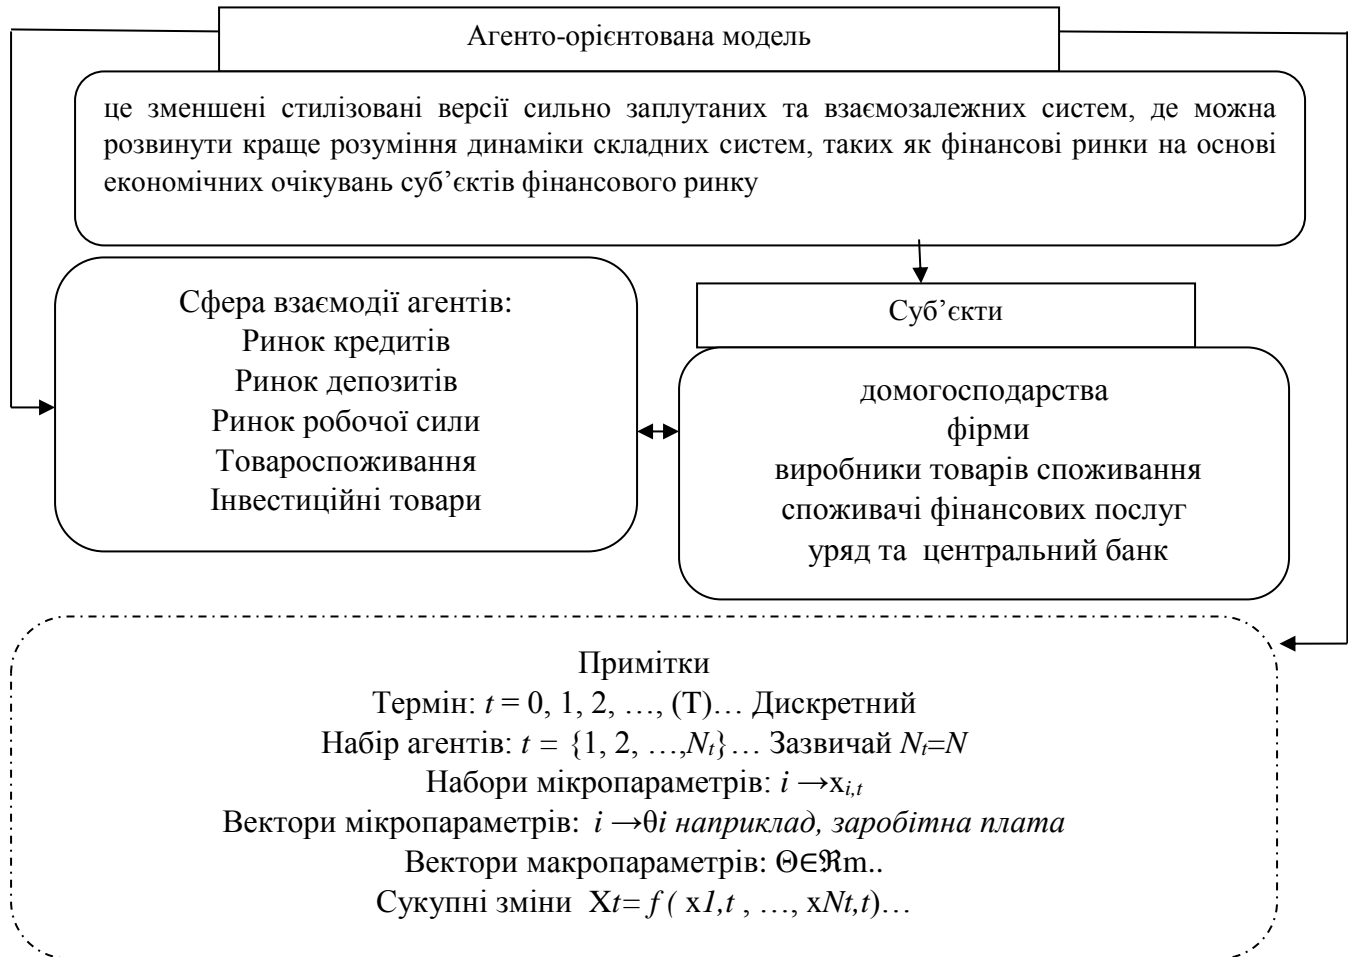 Агенто-орієнтована модель
це зменшені стилізовані версії сильно заплутаних та взаємозалежних систем, де можна
розвинути краще розуміння динаміки складних систем, таких як фінансові ринки на основі
економічних очікувань суб’єктів фінансового ринку
Сфера взаємодії агентів:
Ринок кредитів
Ринок депозитів
Ринок робочої сили
Товароспоживання
Інвестиційні товари
Суб’єкти
домогосподарства
фірми
виробники товарів споживання
споживачі фінансових послуг
уряд та центральний банк
Примітки
Термін: t = 0, 1, 2, …, (T)… Дискретний
Набір агентів: t = {1, 2, …,Nt}… Зазвичай Nt=N
Набори мікропараметрів: i →xi,t
Вектори мікропараметрів: i →θi наприклад, заробітна плата
Вектори макропараметрів: Θ∈ℜm..
Сукупні зміни Xt= f ( x1,t , …, xNt,t)…